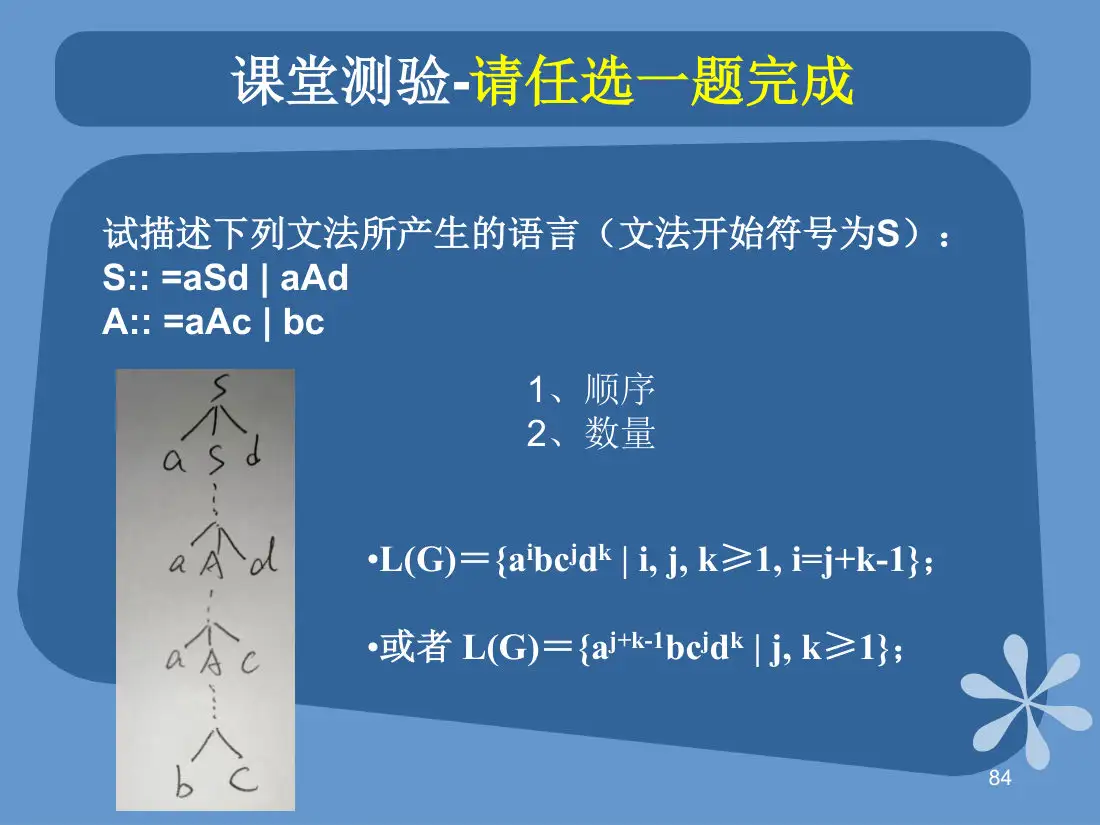 课堂测验-请任选一题完成
试描述下列文法所产生的语言（文法开始符号为S）：
S:: =aSd | aAd
A:: =aAc | bc
1、顺序
2、数量
S
a S d
a A d
a A c
b c
•L(G)＝{aⁱbcʲdᵏ | i, j, k≥1, i=j+k-1}；
•或者 L(G)＝{aʲ⁺ᵏ⁻¹bcʲdᵏ | j, k≥1}；
84